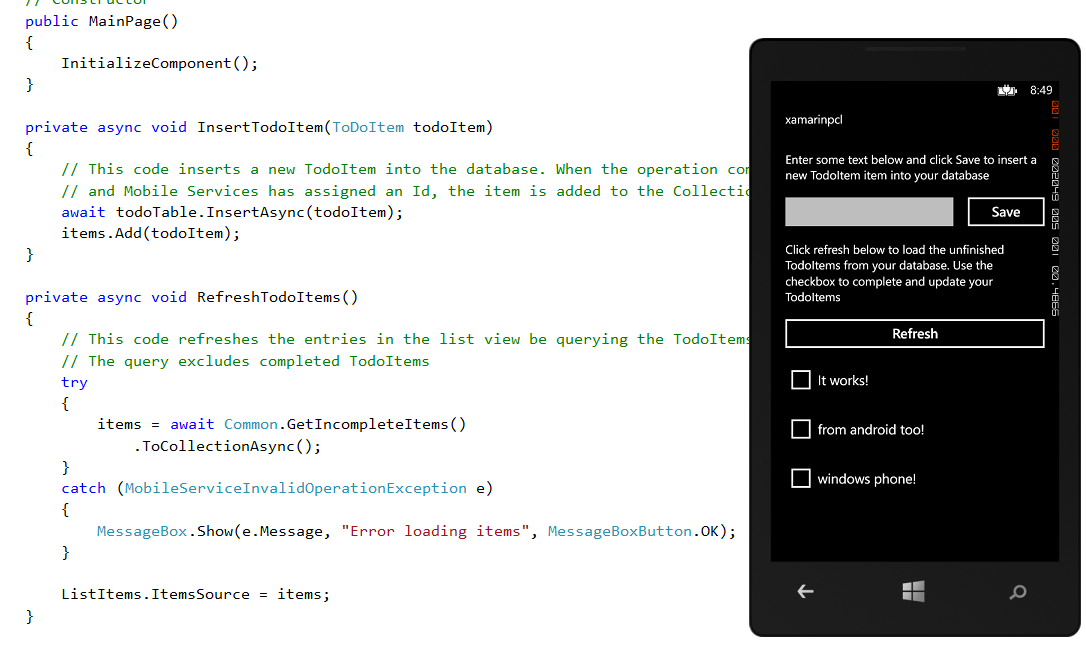 // Constructor
public MainPage()
{
    InitializeComponent();
}
private async void InsertTodoItem(ToDoItem todoItem)
{
    // This code inserts a new TodoItem into the database. When the operation
    // and Mobile Services has assigned an Id, the item is added to the
    await todoTable.InsertAsync(todoItem);
    items.Add(todoItem);
}
private async void RefreshTodoItems()
{
    // This code refreshes the entries in the list view be querying the TodoItems
    // The query excludes completed TodoItems
    try
    {
        items = await Common.GetIncompleteItems()
            .ToCollectionAsync();
    }
    catch (MobileServiceInvalidOperationException e)
    {
        MessageBox.Show(e.Message, "Error loading items", MessageBoxButton.OK);
    }
    ListItems.ItemsSource = items;
}
8:49
xamarinpcl
Enter some text below and click Save to insert a
new TodoItem item into your database
Save
Click refresh below to load the unfinished
TodoItems from your database. Use the
checkbox to complete and update your
TodoItems
Refresh
It works!
from android too!
windows phone!